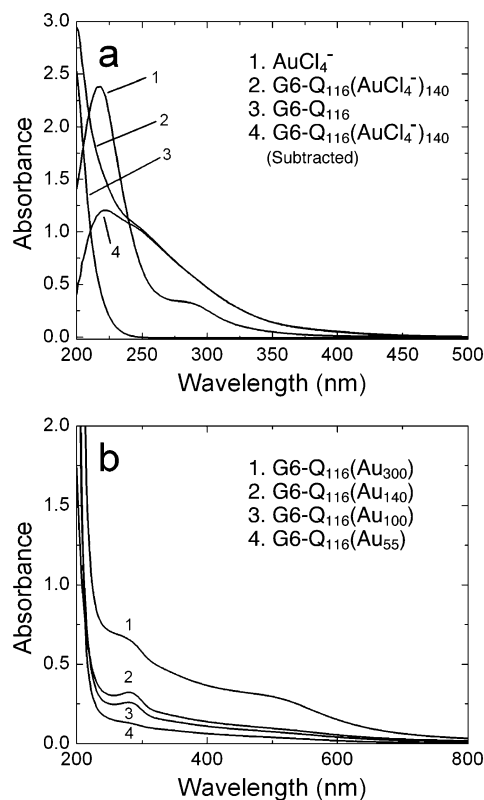 a
1. AuCl₄⁻
2. G6-Q₁₁₆(AuCl₄⁻)₁₄₀
3. G6-Q₁₁₆
4. G6-Q₁₁₆(AuCl₄⁻)₁₄₀
(Subtracted)
1
2
3
4
3.0
2.5
2.0
1.5
1.0
0.5
0.0
Absorbance
200 250 300 350 400 450 500
Wavelength (nm)
b
1. G6-Q₁₁₆(Au₃₀₀)
2. G6-Q₁₁₆(Au₁₄₀)
3. G6-Q₁₁₆(Au₁₀₀)
4. G6-Q₁₁₆(Au₅₅)
1
2
3
4
2.0
1.5
1.0
0.5
0.0
Absorbance
200 400 600 800
Wavelength (nm)